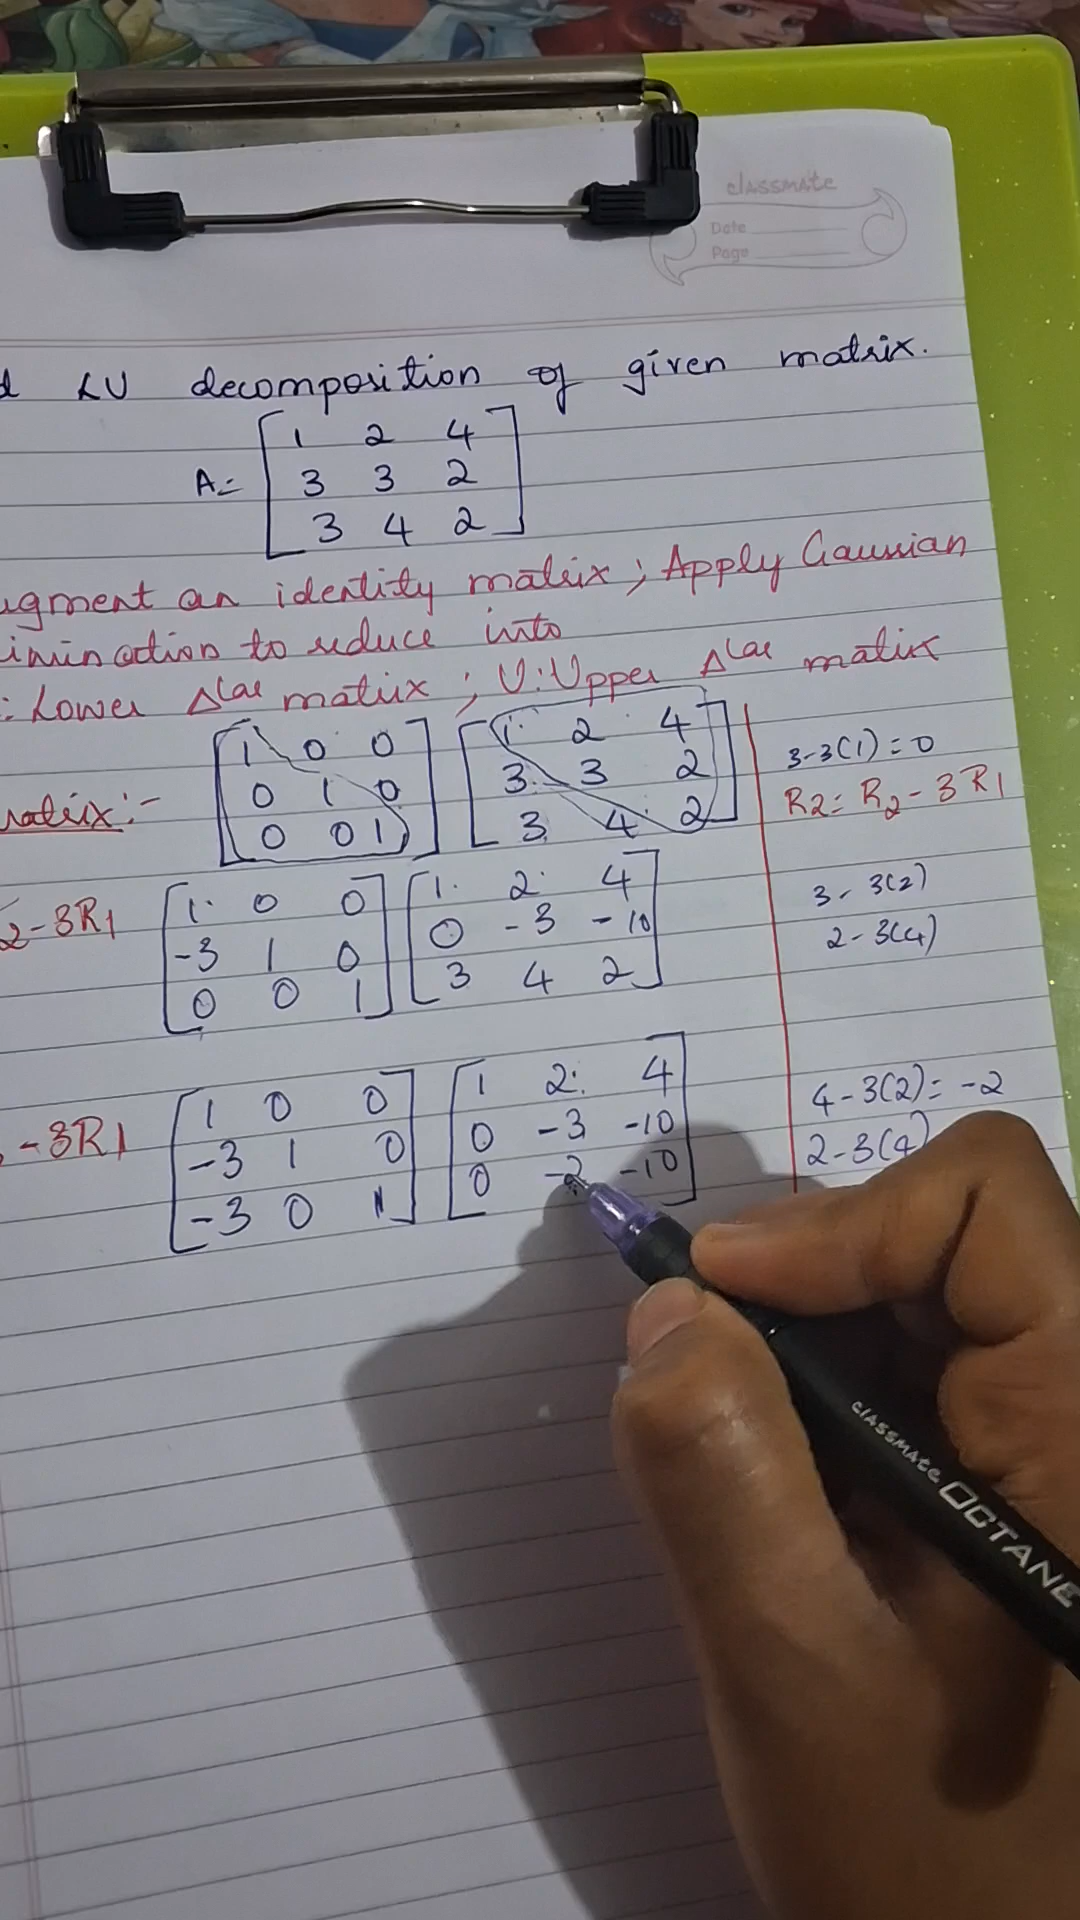 classmate
Date
Page
LU decomposition of given matrix.
A = [1 2 4
3 3 2
3 4 2]
ugment an identity matrix; Apply Gaussian
imination to reduce into
: Lower Δlar matrix; U: Upper Δlar matrix
matrix:- [1 0 0 [1 2 4 3-3(1) = 0
0 1 0 3 3 2 R2 = R2 - 3R1
0 0 1] 3 4 2]
2-3R1 [1 0 0 [1 2 4 3 - 3(2)
-3 1 0 0 -3 -10 2 - 3(4)
0 0 1] 3 4 2]
-3R1 [1 0 0 [1 2 4 4 - 3(2) = -2
-3 1 0 0 -3 -10 2 - 3(4)
-3 0 1] 0 -2 -10]
classmate OCTANE